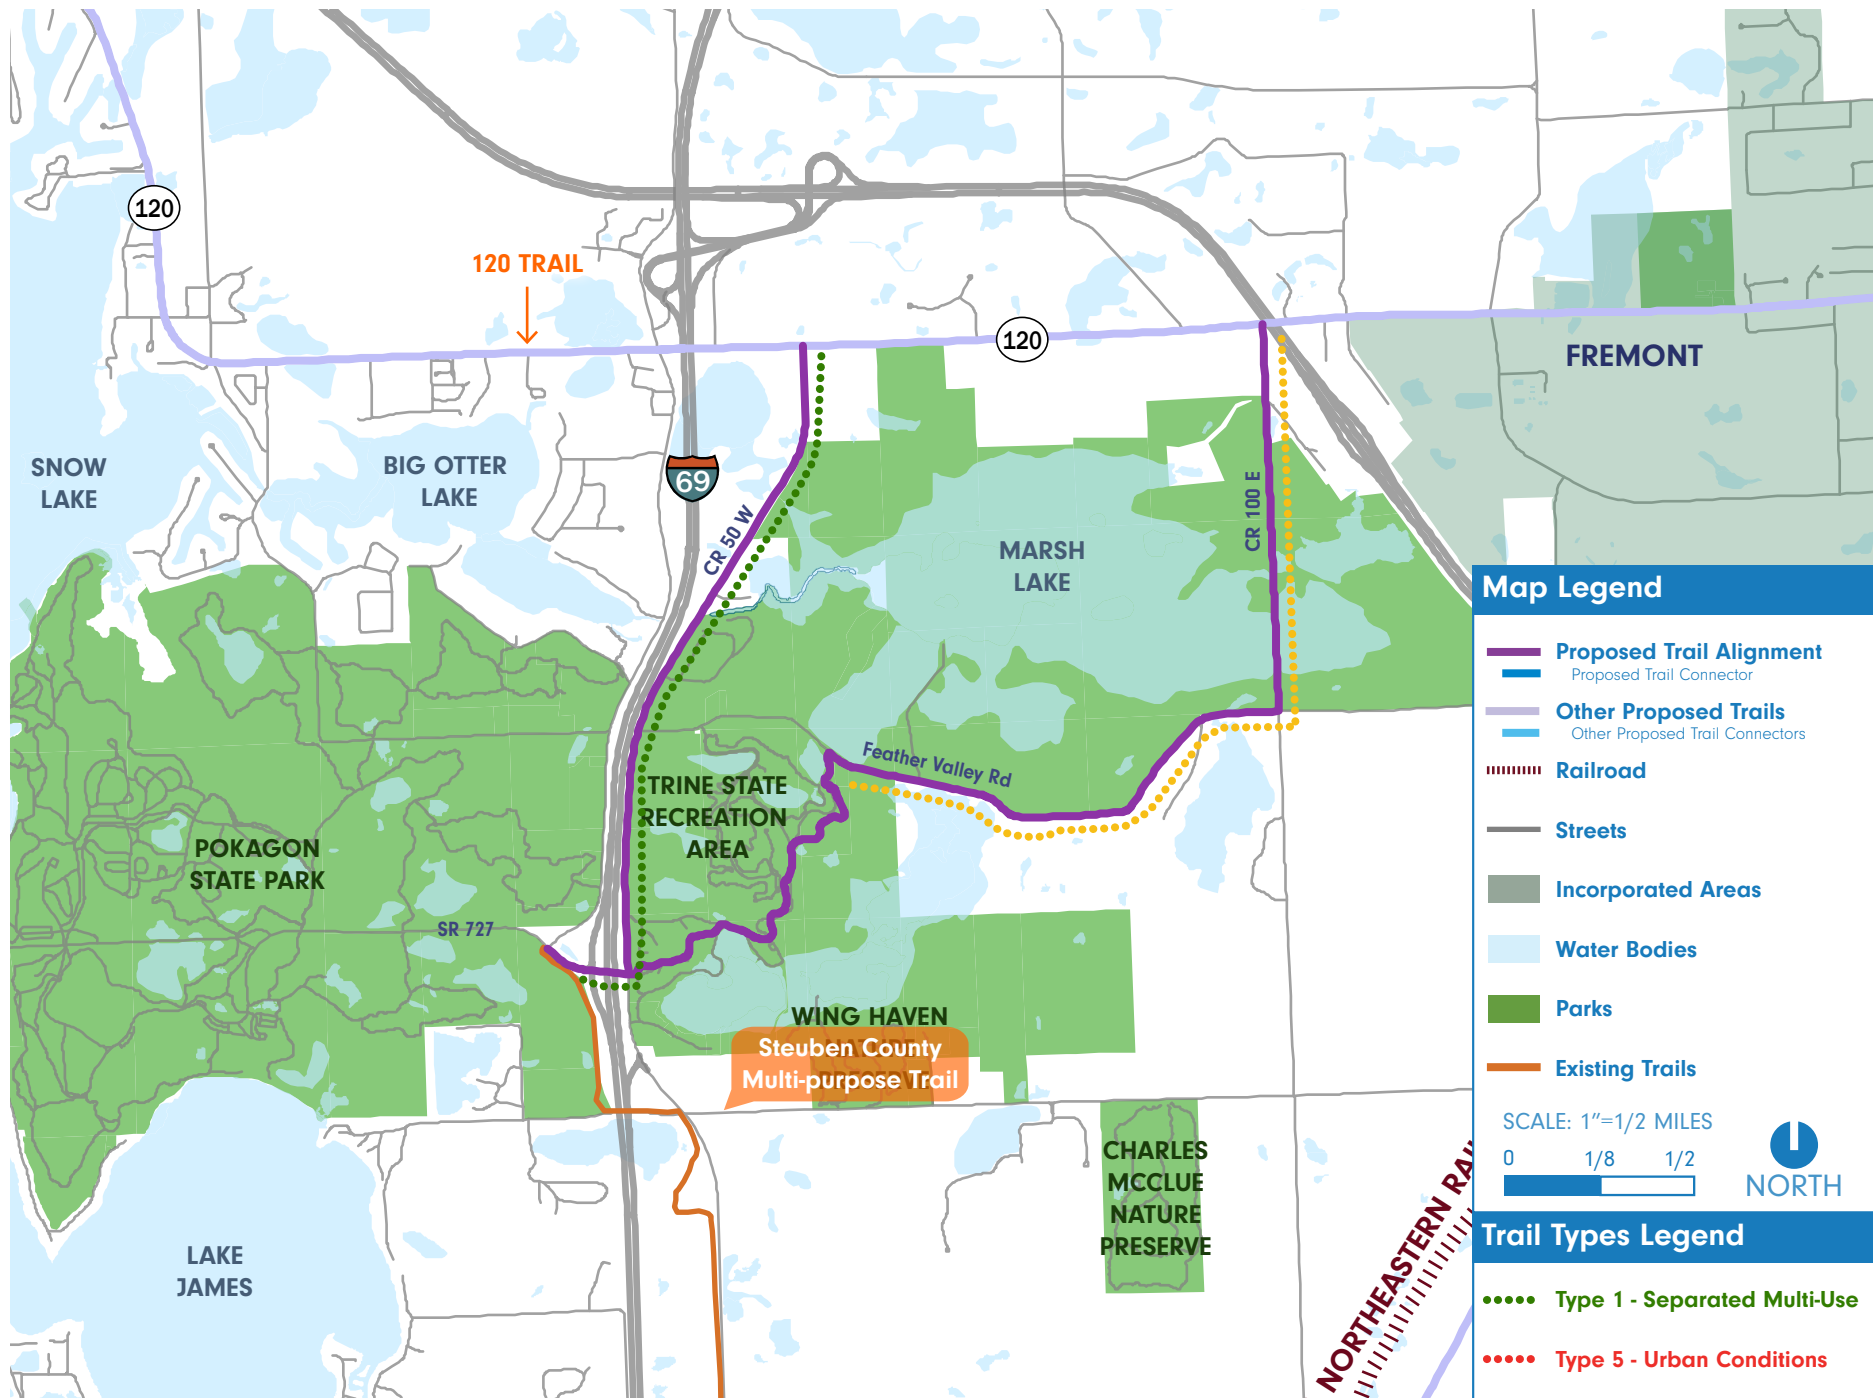 120
120 TRAIL
120
FREMONT
SNOW
LAKE
BIG OTTER
LAKE
69
CR 50 W
MARSH
LAKE
CR 100 E
Feather Valley Rd
TRINE STATE
RECREATION
AREA
POKAGON
STATE PARK
SR 727
WING HAVEN
NATURE
PRESERVE
Steuben County
Multi-purpose Trail
CHARLES
MCCLUE
NATURE
PRESERVE
LAKE
JAMES
NORTHEASTERN RAI
Map Legend
Proposed Trail Alignment
Proposed Trail Connector
Other Proposed Trails
Other Proposed Trail Connectors
Railroad
Streets
Incorporated Areas
Water Bodies
Parks
Existing Trails
SCALE: 1"=1/2 MILES
0 1/8 1/2
NORTH
Trail Types Legend
Type 1 - Separated Multi-Use
Type 5 - Urban Conditions